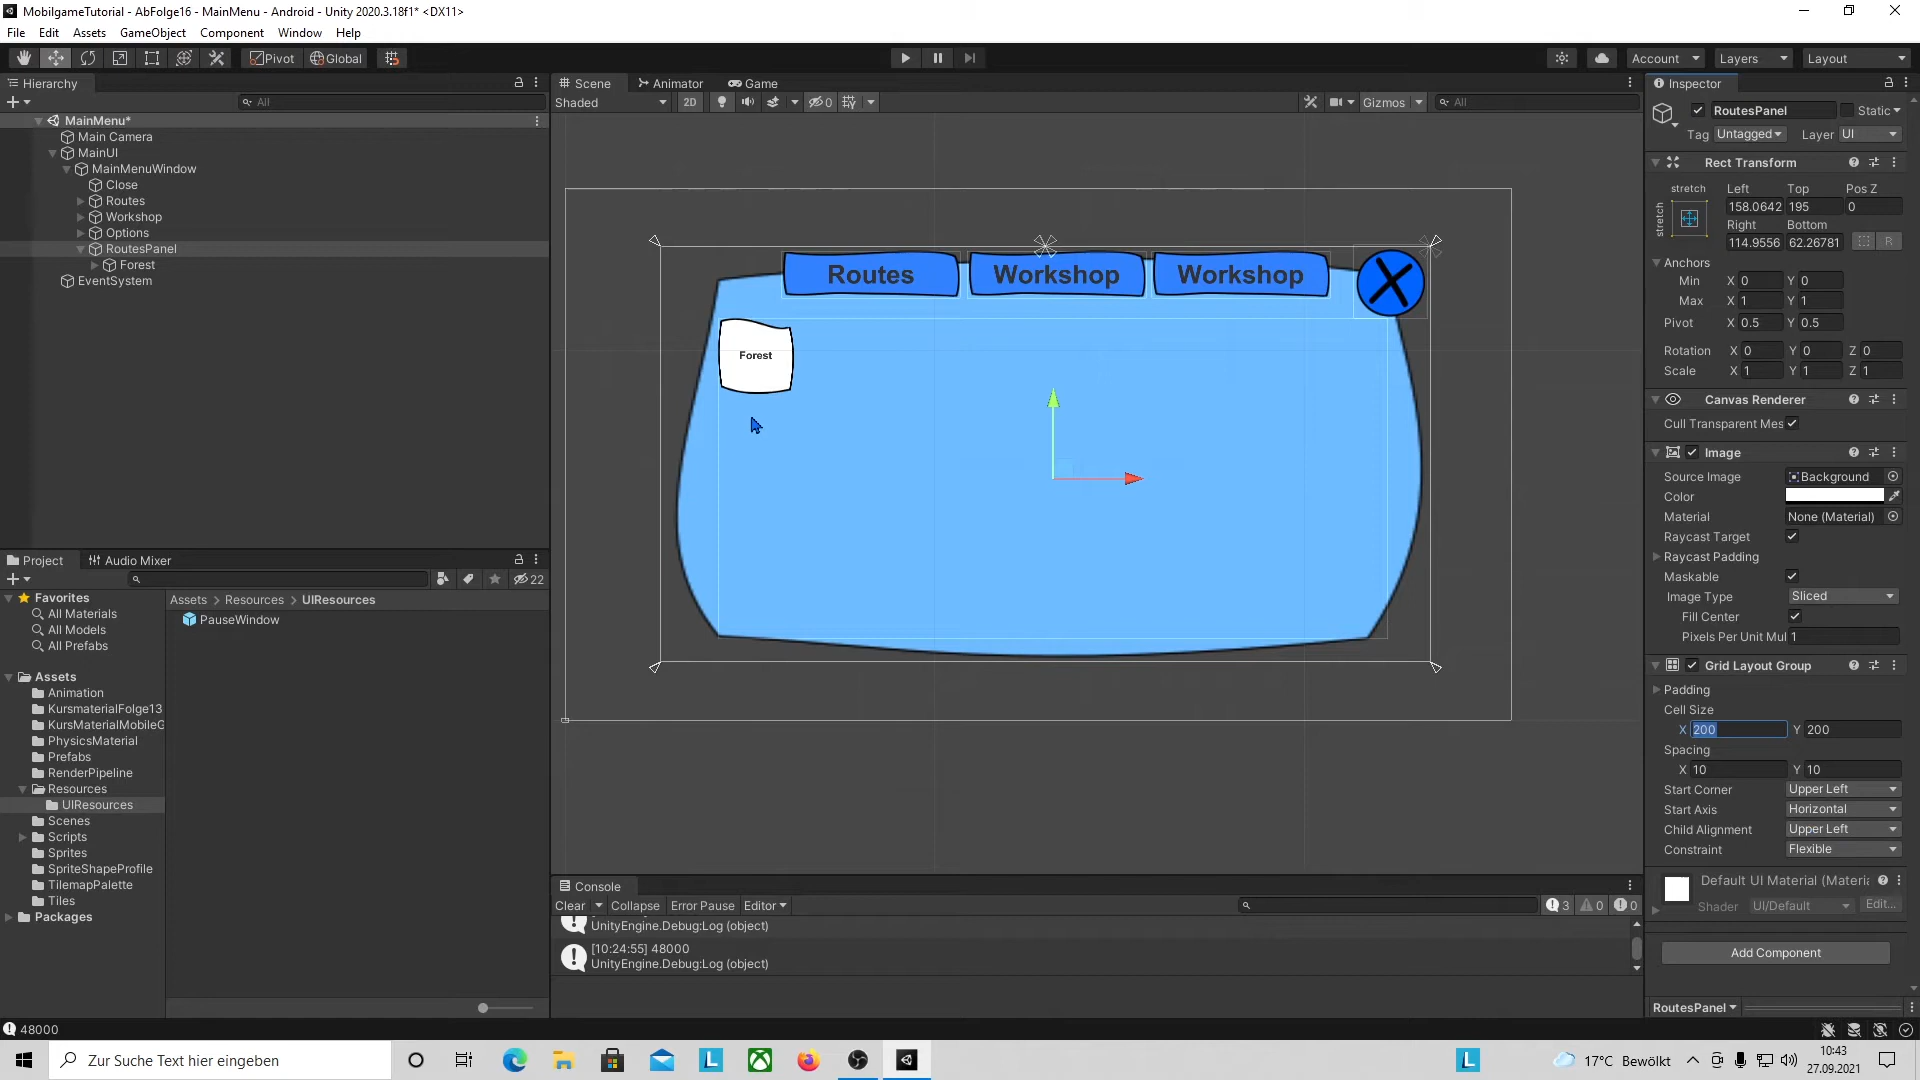 MobilgameTutorial - AbFolge16 - MainMenu - Android - Unity 2020.3.18f1* <DX11>
File Edit Assets GameObject Component Window Help
Pivot Global Account Layers Layout
Hierarchy
All
MainMenu*
Main Camera
MainUI
MainMenuWindow
Close
Routes
Workshop
Options
RoutesPanel
Forest
EventSystem
Scene Animator Game
Shaded 2D 0 Gizmos All
Routes Workshop Workshop
Forest
Project Audio Mixer
22
Favorites
All Materials
All Models
All Prefabs
Assets
Animation
KursmaterialFolge13
KursMaterialMobileG
PhysicsMaterial
Prefabs
RenderPipeline
Resources
UIResources
Scenes
Scripts
Sprites
SpriteShapeProfile
TilemapPalette
Tiles
Packages
Assets > Resources > UIResources
PauseWindow
Console
Clear Collapse Error Pause Editor 3 0 0
UnityEngine.Debug:Log (object)
[10:24:55] 48000
UnityEngine.Debug:Log (object)
Inspector
RoutesPanel Static
Tag Untagged Layer UI
Rect Transform
stretch Left Top Pos Z
stretch 158.0642 195 0
Right Bottom
114.9556 62.26781 R
Anchors
Min X 0 Y 0
Max X 1 Y 1
Pivot X 0.5 Y 0.5
Rotation X 0 Y 0 Z 0
Scale X 1 Y 1 Z 1
Canvas Renderer
Cull Transparent Mes
Image
Source Image Background
Color
Material None (Material)
Raycast Target
Raycast Padding
Maskable
Image Type Sliced
Fill Center
Pixels Per Unit Mul 1
Grid Layout Group
Padding
Cell Size
X 200 Y 200
Spacing
X 10 Y 10
Start Corner Upper Left
Start Axis Horizontal
Child Alignment Upper Left
Constraint Flexible
Default UI Material (Materia
Shader UI/Default Edit...
Add Component
RoutesPanel
48000
Zur Suche Text hier eingeben
L
L
17°C Bewölkt
10:43
27.09.2021